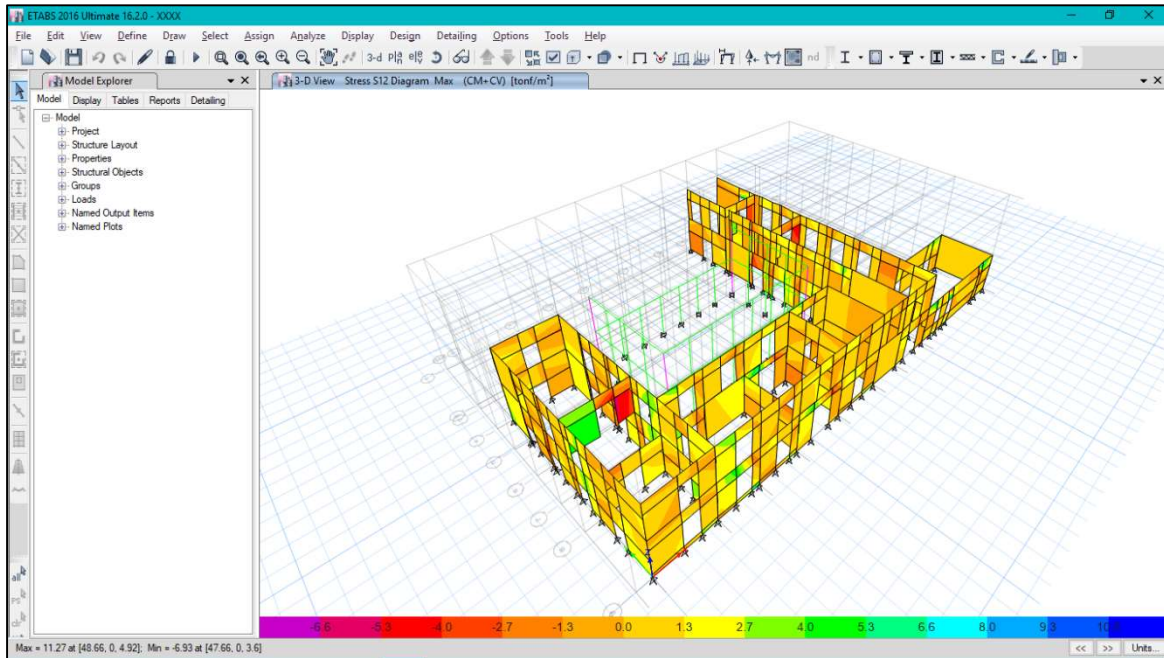 ETABS 2016 Ultimate 16.2.0 - XXXX
File Edit View Define Draw Select Assign Analyze Display Design Detailing Options Tools Help
3-d
nd
Model Explorer
3-D View Stress S12 Diagram Max (CM+CV) [tonf/m²]
Model Display Tables Reports Detailing
Model
Project
Structure Layout
Properties
Structural Objects
Groups
Loads
Named Output Items
Named Plots
all
ps
clr
-6.6 -5.3 -4.0 -2.7 -1.3 0.0 1.3 2.7 4.0 5.3 6.6 8.0 9.3
Max = 11.27 at [48.66, 0, 4.92]; Min = -6.93 at [47.66, 0, 3.6]
<< >> Units...